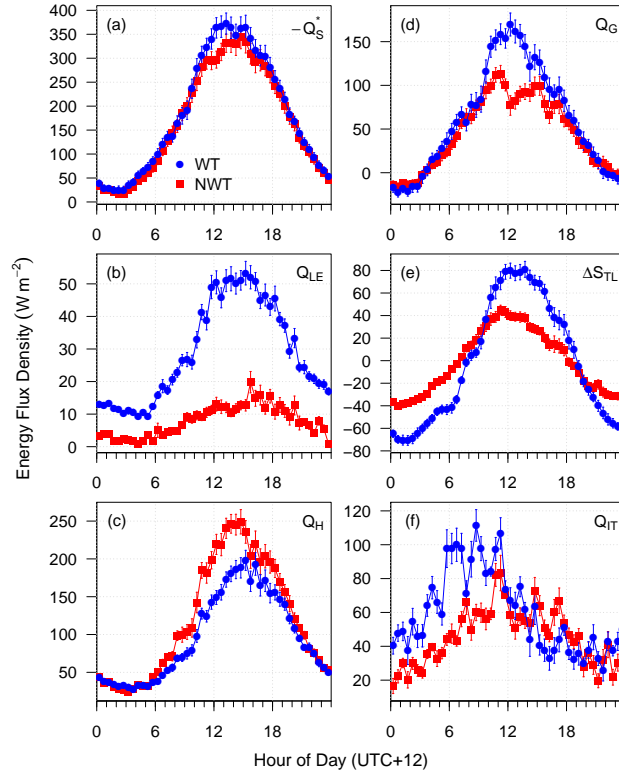 (a) −Q*S
400
350
300
250
200
150
100
50
0
WT
NWT
0 6 12 18
(d) QG
150
100
50
0
0 6 12 18
Energy Flux Density (W m−2)
(b) QLE
50
40
30
20
10
0
0 6 12 18
(e) ΔSTL
80
60
40
20
0
−20
−40
−60
−80
0 6 12 18
(c) QH
250
200
150
100
50
0 6 12 18
(f) QIT
120
100
80
60
40
20
0 6 12 18
Hour of Day (UTC+12)